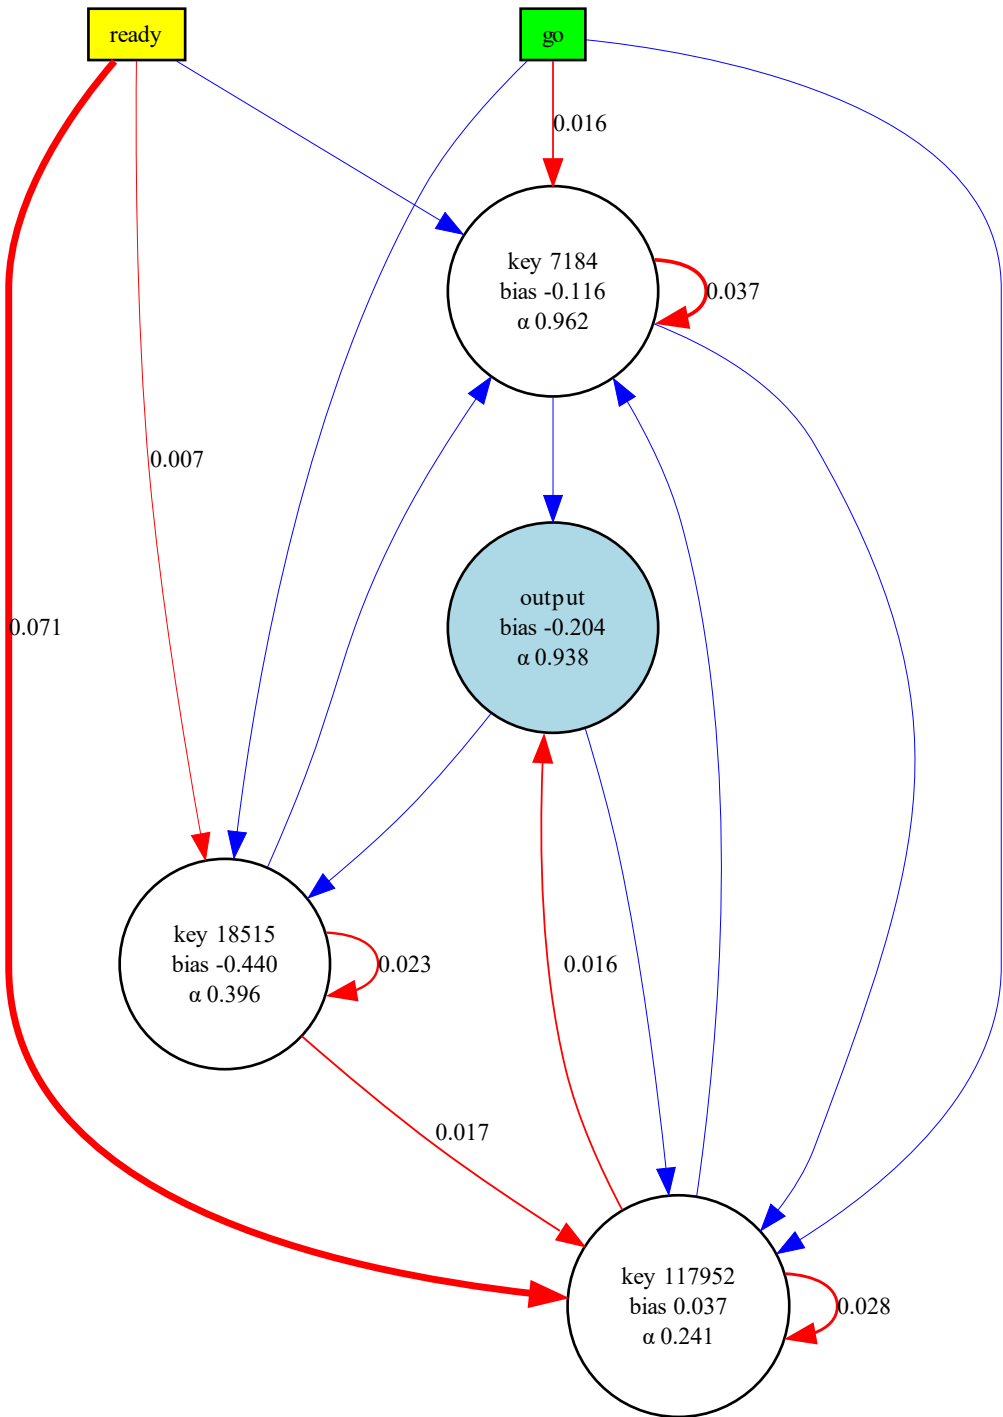 ready
go
0.016
key 7184
bias -0.116
α 0.962
0.037
0.007
output
bias -0.204
α 0.938
0.071
key 18515
bias -0.440
α 0.396
0.023
0.016
0.017
key 117952
bias 0.037
α 0.241
0.028